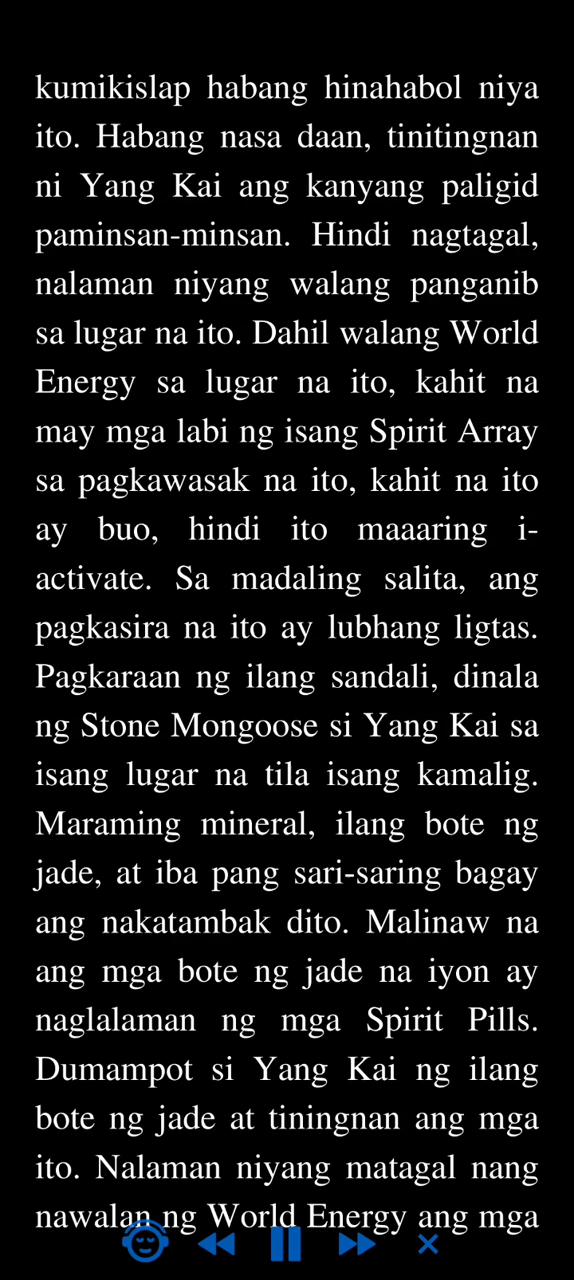 kumikislap habang hinahabol niya
ito. Habang nasa daan, tinitingnan
ni Yang Kai ang kanyang paligid
paminsan-minsan. Hindi nagtagal,
nalaman niyang walang panganib
sa lugar na ito. Dahil walang World
Energy sa lugar na ito, kahit na
may mga labi ng isang Spirit Array
sa pagkawasak na ito, kahit na ito
ay buo, hindi ito maaaring i-
activate. Sa madaling salita, ang
pagkasira na ito ay lubhang ligtas.
Pagkaraan ng ilang sandali, dinala
ng Stone Mongoose si Yang Kai sa
isang lugar na tila isang kamalig.
Maraming mineral, ilang bote ng
jade, at iba pang sari-saring bagay
ang nakatambak dito. Malinaw na
ang mga bote ng jade na iyon ay
naglalaman ng mga Spirit Pills.
Dumampot si Yang Kai ng ilang
bote ng jade at tiningnan ang mga
ito. Nalaman niyang matagal nang
nawalan ng World Energy ang mga